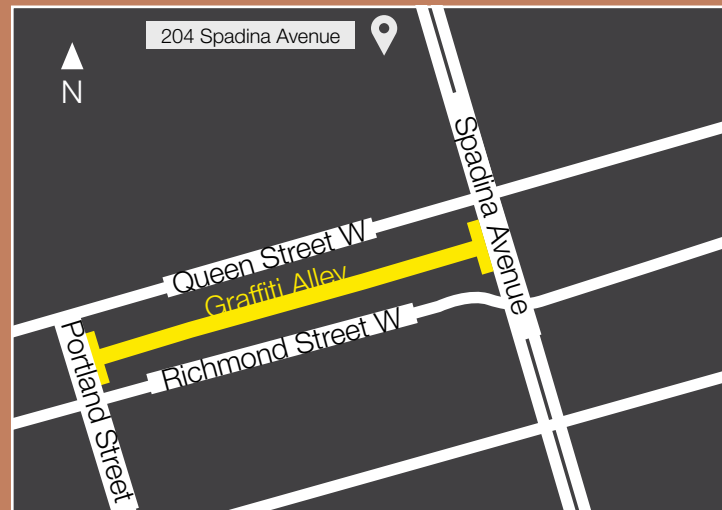 204 Spadina Avenue
N
Spadina Avenue
Queen Street W
Graffiti Alley
Richmond Street W
Portland Street